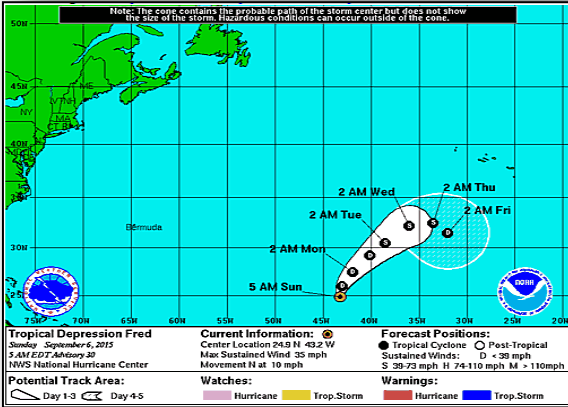 Note: The cone contains the probable path of the storm center but does not show
the size of the storm. Hazardous conditions can occur outside of the cone.
50N
ME
45N
VT NH
NY
MA
CT RI
40N
35N
2 AM Wed
2 AM Thu
2 AM Tue
2 AM Fri
Bermuda
30N
2 AM Mon
5 AM Sun
25N
NOAA
75W 70W 65W 60W 55W 50W 45W 40W 35W 30W 25W 20W
Tropical Depression Fred
Sunday September 6, 2015
5 AM EDT Advisory 30
NWS National Hurricane Center
Current Information:
Center Location 24.9 N 43.2 W
Max Sustained Wind 35 mph
Movement N at 10 mph
Forecast Positions:
Tropical Cyclone Post-Tropical
Sustained Winds: D < 39 mph
S 39-73 mph H 74-110 mph M > 110mph
Potential Track Area:
Day 1-3 Day 4-5
Watches:
Hurricane Trop.Storm
Warnings:
Hurricane Trop.Storm